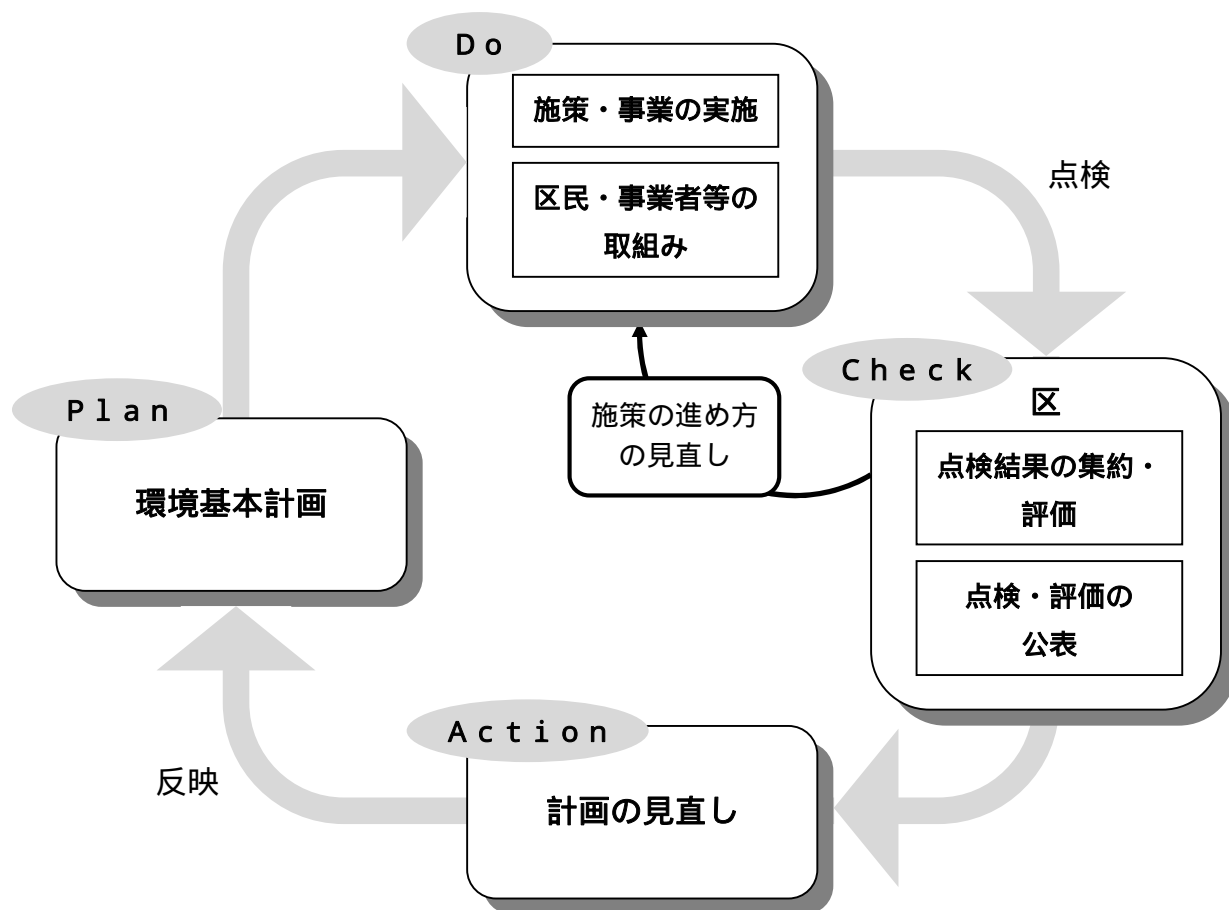 Ｄｏ
施策・事業の実施
区民・事業者等の
取組み
点検
Ｃｈｅｃｋ
区
点検結果の集約・
評価
点検・評価の
公表
施策の進め方
の見直し
Ｐｌａｎ
環境基本計画
Ａｃｔｉｏｎ
計画の見直し
反映